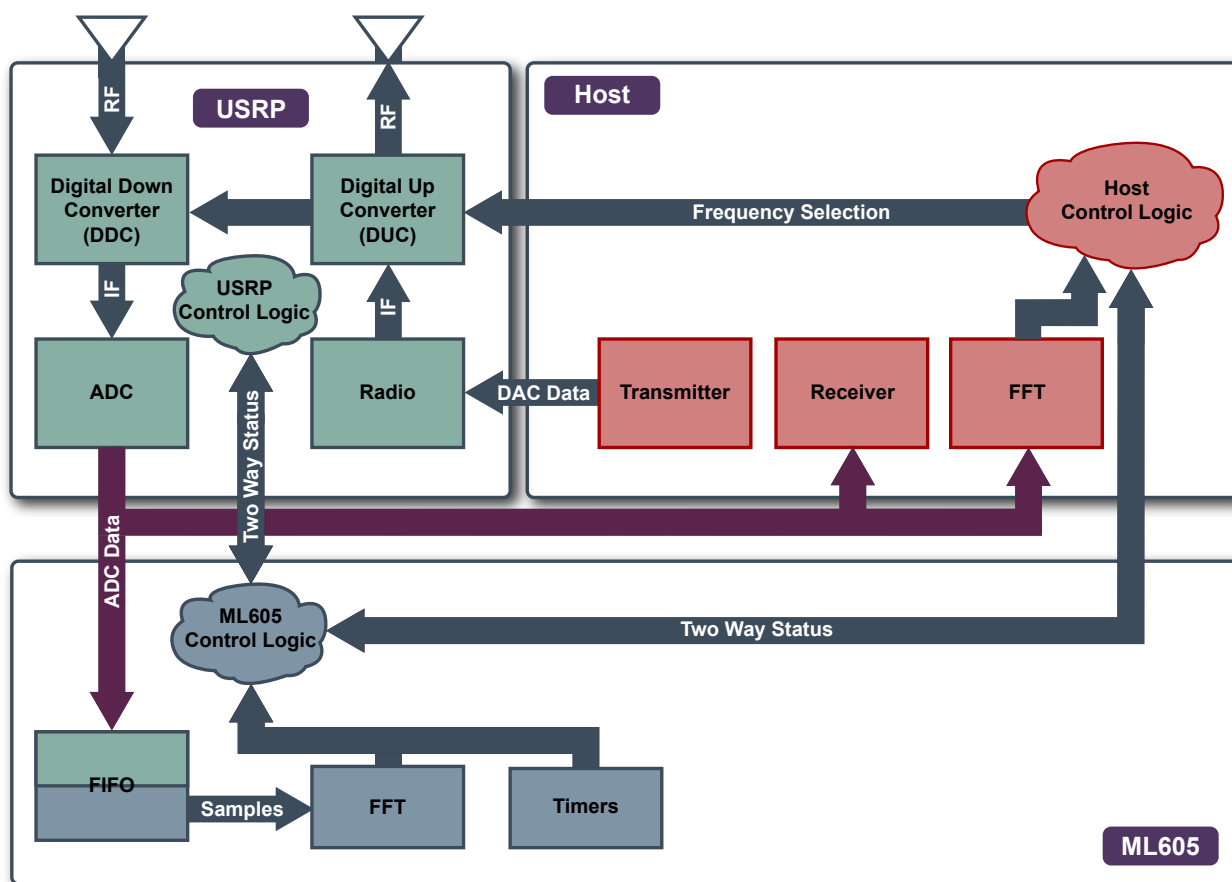 USRP
Host
RF
RF
Digital Down
Converter
(DDC)
Digital Up
Converter
(DUC)
Frequency Selection
Host
Control Logic
IF
USRP
Control Logic
IF
ADC
Radio
DAC Data
Transmitter
Receiver
FFT
Two Way Status
ADC Data
ML605
Control Logic
Two Way Status
FIFO
Samples
FFT
Timers
ML605